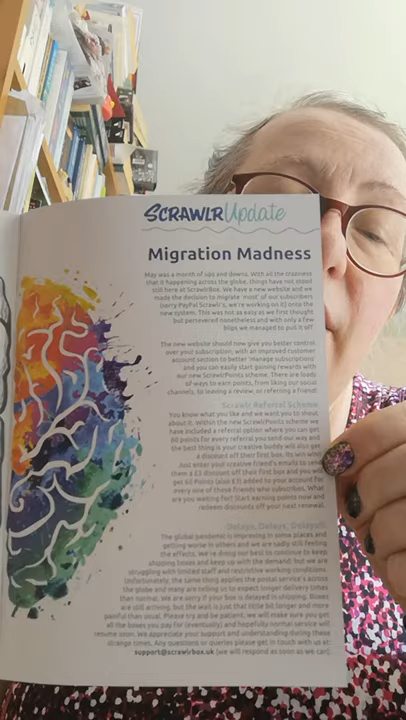 SCRAWLR Update
Migration Madness
May was a month of ups and downs. With all the craziness
that is happening across the globe, things have not stood
still here at ScrawlrBox. We have a new website and we
made the decision to migrate 'most' of our subscribers
(sorry PayPal Scrawlr's, we're working on it) onto the
new system. This was not as easy as we first thought
but persevered nonetheless and with only a few
blips we managed to pull it off
The new website should now give you better control
over your subscription, with an improved customer
account section to better 'manage subscriptions'
and you can easily start gaining rewards with
our new ScrawlrPoints scheme. There are loads
of ways to earn points, from liking our social
channels, to leaving a review, or referring a friend!
Scrawlr Referral Scheme
You know what you like and we want you to shout
about it. Within the new ScrawlrPoints scheme we
have included a referral option where you can get
60 points for every referral you send our way and
the best thing is your creative buddy will also get
a discount off their first box. Its win win!
Just enter your creative friend's emails to send
them a £3 discount off their first box and you will
get 60 Points (also £3) added to your account for
every one of those friends who subscribes. What
are you waiting for? Start earning points now and
redeem discounts off your next renewal.
Delays, Delays, Delays!!
The global pandemic is improving in some places and
getting worse in others and we are sadly still feeling
the effects. We're doing our best to continue to keep
shipping boxes and keep up with the demand, but we are
struggling with limited staff and restrictive working conditions.
Unfortunately, the same thing applies the postal service's across
the globe and many are telling us to expect longer delivery times
than normal. We are sorry if your box is delayed in shipping. Boxes
are still arriving, but the wait is just that little bit longer and more
painful than usual. Please try and be patient, we will make sure you get
all the boxes you pay for (eventually) and hopefully normal service will
resume soon. We appreciate your support and understanding during these
strange times. Any questions or queries please get in touch with us at:
support@scrawlrbox.uk (we will respond as soon as we can).